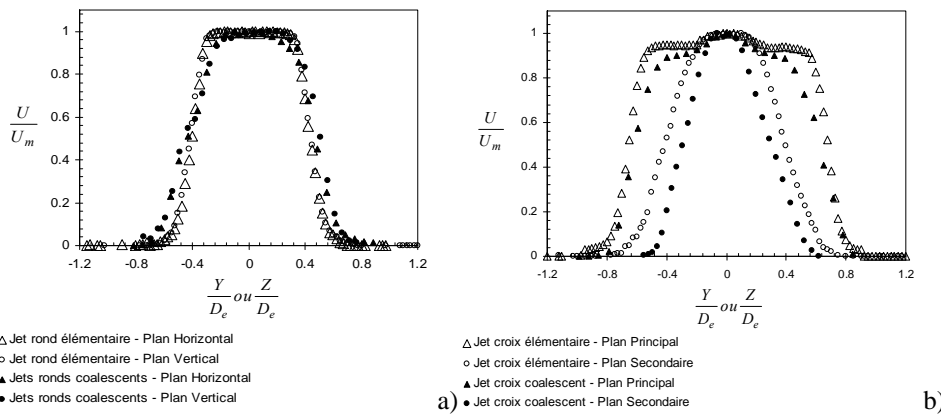 1
0.8
0.6
0.4
0.2
0
U
U_m
-1.2 -0.8 -0.4 0 0.4 0.8 1.2
Y/D_e ou Z/D_e
Jet rond élémentaire - Plan Horizontal
Jet rond élémentaire - Plan Vertical
Jets ronds coalescents - Plan Horizontal
Jets ronds coalescents - Plan Vertical
a)
1
0.8
0.6
0.4
0.2
0
U
U_m
-1.2 -0.8 -0.4 0 0.4 0.8 1.2
Y/D_e ou Z/D_e
Jet croix élémentaire - Plan Principal
Jet croix élémentaire - Plan Secondaire
Jet croix coalescent - Plan Principal
Jet croix coalescent - Plan Secondaire
b)